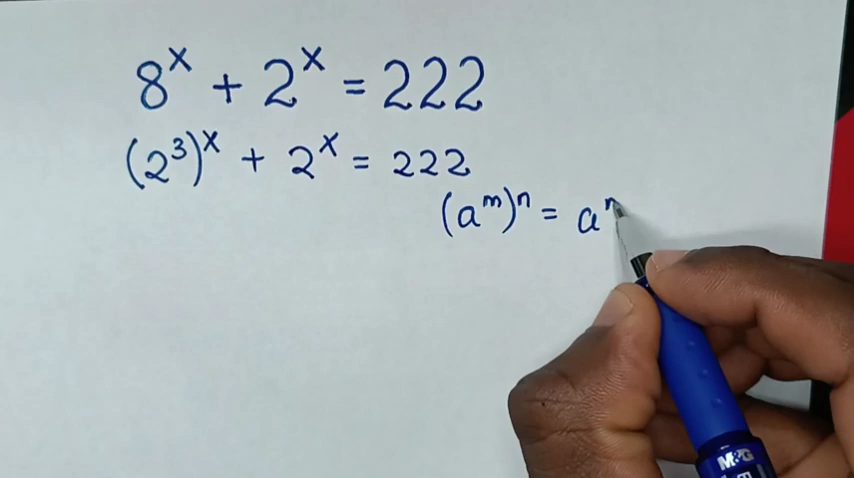 8^x + 2^x = 222
(2^3)^x + 2^x = 222
(a^m)^n = a
M&G